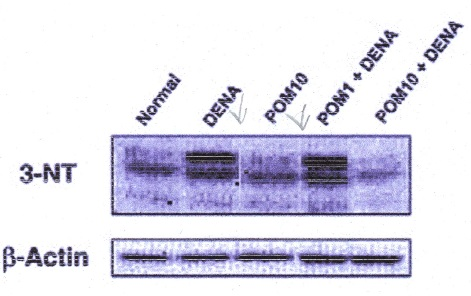 Normal
DENA
POM10
POM1 + DENA
POM10 + DENA
3-NT
β-Actin